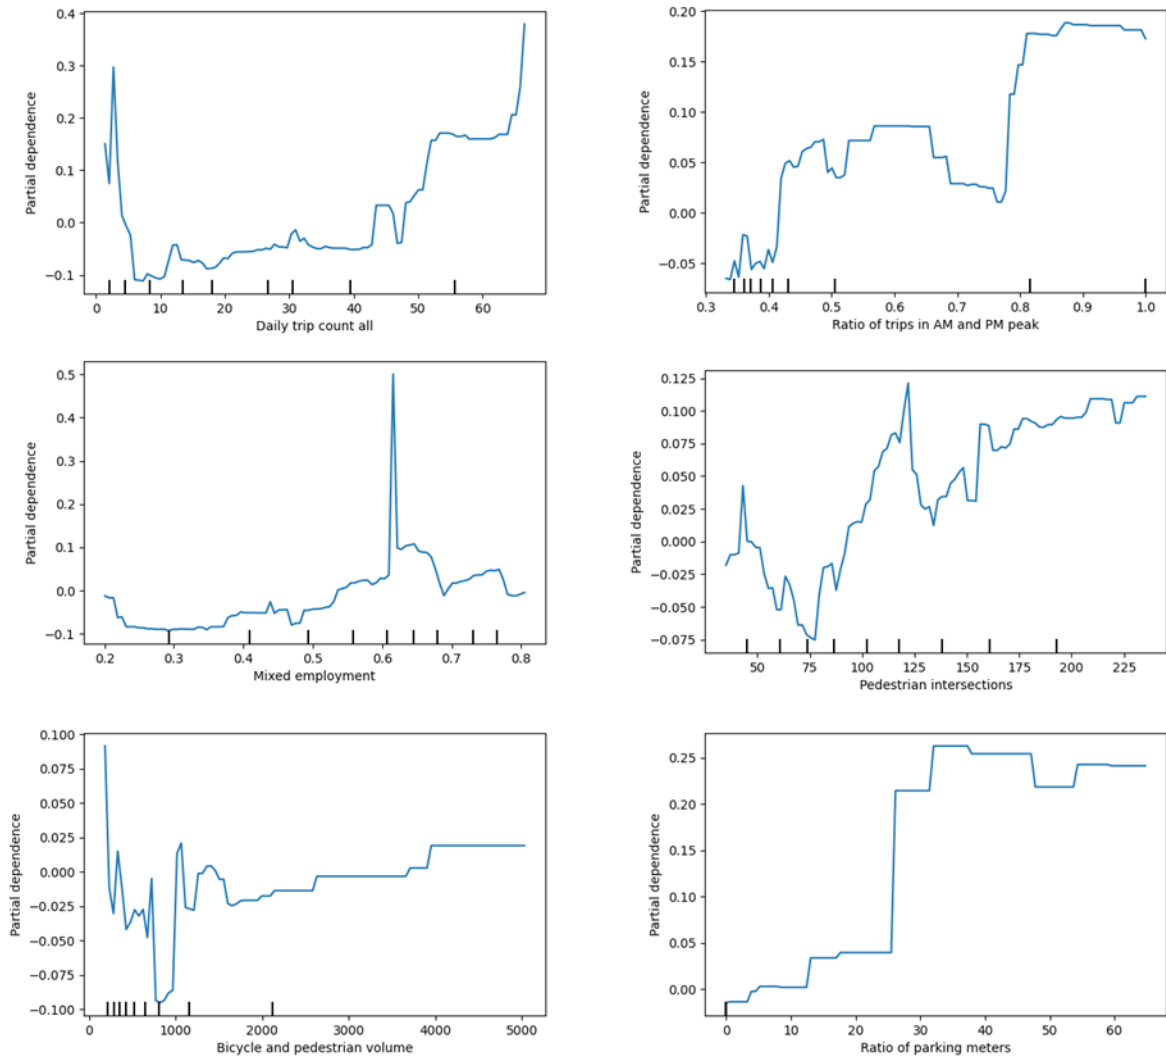 0.4
0.3
0.2
0.1
0.0
−0.1
Partial dependence
0 10 20 30 40 50 60
Daily trip count all
0.20
0.15
0.10
0.05
0.00
−0.05
Partial dependence
0.3 0.4 0.5 0.6 0.7 0.8 0.9 1.0
Ratio of trips in AM and PM peak
0.5
0.4
0.3
0.2
0.1
0.0
−0.1
Partial dependence
0.2 0.3 0.4 0.5 0.6 0.7 0.8
Mixed employment
0.125
0.100
0.075
0.050
0.025
0.000
−0.025
−0.050
−0.075
Partial dependence
50 75 100 125 150 175 200 225
Pedestrian intersections
0.100
0.075
0.050
0.025
0.000
−0.025
−0.050
−0.075
−0.100
Partial dependence
0 1000 2000 3000 4000 5000
Bicycle and pedestrian volume
0.25
0.20
0.15
0.10
0.05
0.00
Partial dependence
0 10 20 30 40 50 60
Ratio of parking meters